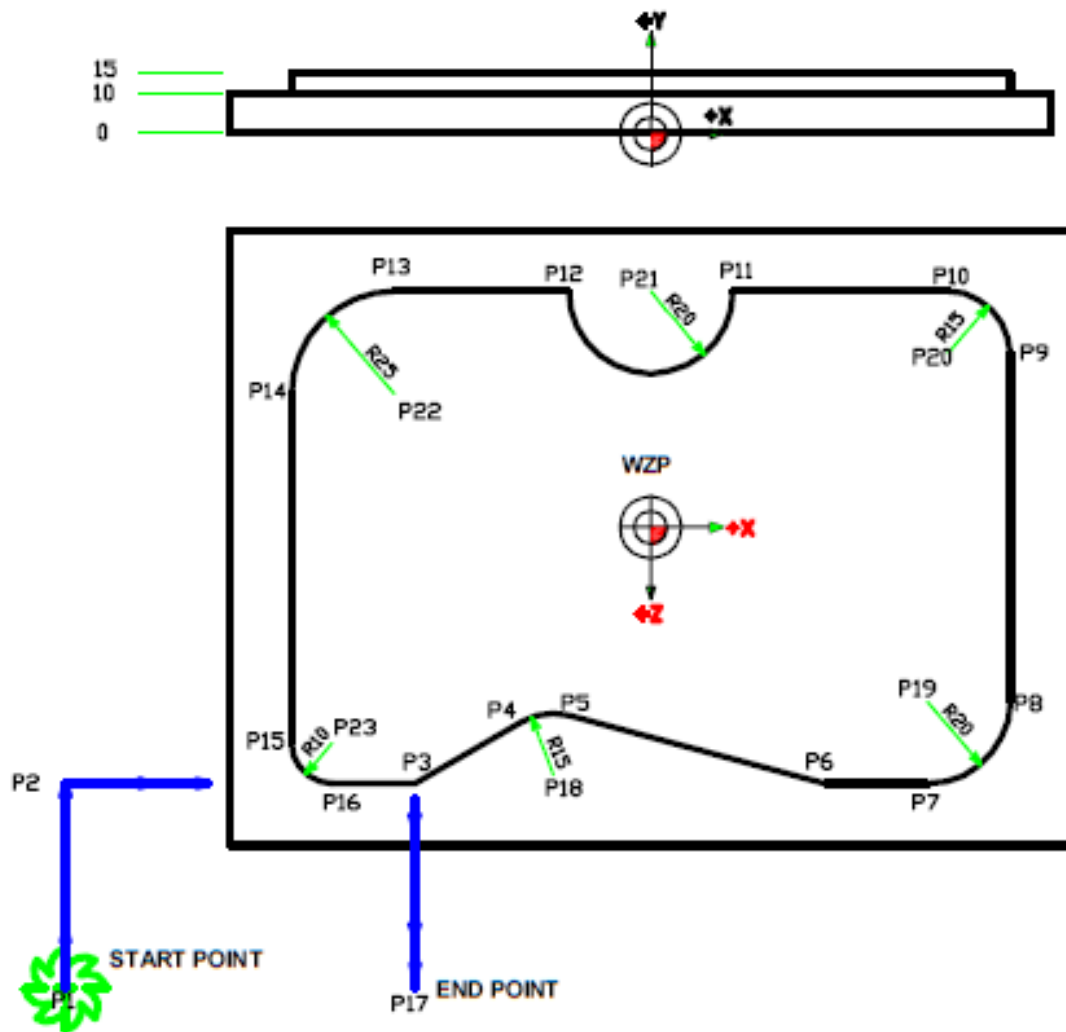 +Y
15
10
0
+X
P13
P12
P21
P11
P10
R20
R15
R25
P20
P9
P14
P22
WZP
+X
+Z
P19
P8
P4
P5
R20
P15
R10
P23
R15
P3
P6
P2
P16
P18
P7
START POINT
P1
P17
END POINT